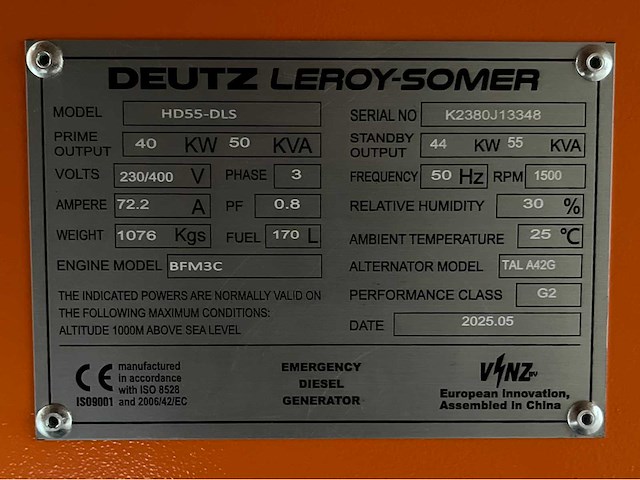 DEUTZ LEROY-SOMER
MODEL HD55-DLS SERIAL NO K2380J13348
PRIME OUTPUT 40 KW 50 KVA STANDBY OUTPUT 44 KW 55 KVA
VOLTS 230/400 V PHASE 3 FREQUENCY 50 Hz RPM 1500
AMPERE 72.2 A PF 0.8 RELATIVE HUMIDITY 30 %
WEIGHT 1076 Kgs FUEL 170 L AMBIENT TEMPERATURE 25 °C
ENGINE MODEL BFM3C ALTERNATOR MODEL TAL A42G
PERFORMANCE CLASS G2
DATE 2025.05
THE INDICATED POWERS ARE NORMALLY VALID ON
THE FOLLOWING MAXIMUM CONDITIONS:
ALTITUDE 1000M ABOVE SEA LEVEL
CE
ISO9001
manufactured
in accordance
with ISO 8528
and 2006/42/EC
EMERGENCY
DIESEL
GENERATOR
VINZ BV
European Innovation,
Assembled in China